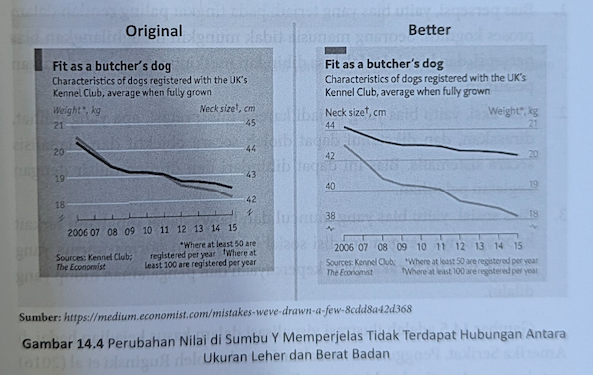 Original
Fit as a butcher's dog
Characteristics of dogs registered with the UK's
Kennel Club, average when fully grown
Weight*, kg
Neck size†, cm
21
20
19
18
45
44
43
42
2006 07 08 09 10 11 12 13 14 15
Sources: Kennel Club;
The Economist
*Where at least 50 are
registered per year †Where at
least 100 are registered per year
Better
Fit as a butcher's dog
Characteristics of dogs registered with the UK's
Kennel Club, average when fully grown
Neck size†, cm
Weight*, kg
44
42
40
38
21
20
19
18
2006 07 08 09 10 11 12 13 14 15
Sources: Kennel Club;
The Economist
*Where at least 50 are registered per year
†Where at least 100 are registered per year
Sumber: https://medium.economist.com/mistakes-weve-drawn-a-few-8cdd8a42d368
Gambar 14.4 Perubahan Nilai di Sumbu Y Memperjelas Tidak Terdapat Hubungan Antara
Ukuran Leher dan Berat Badan